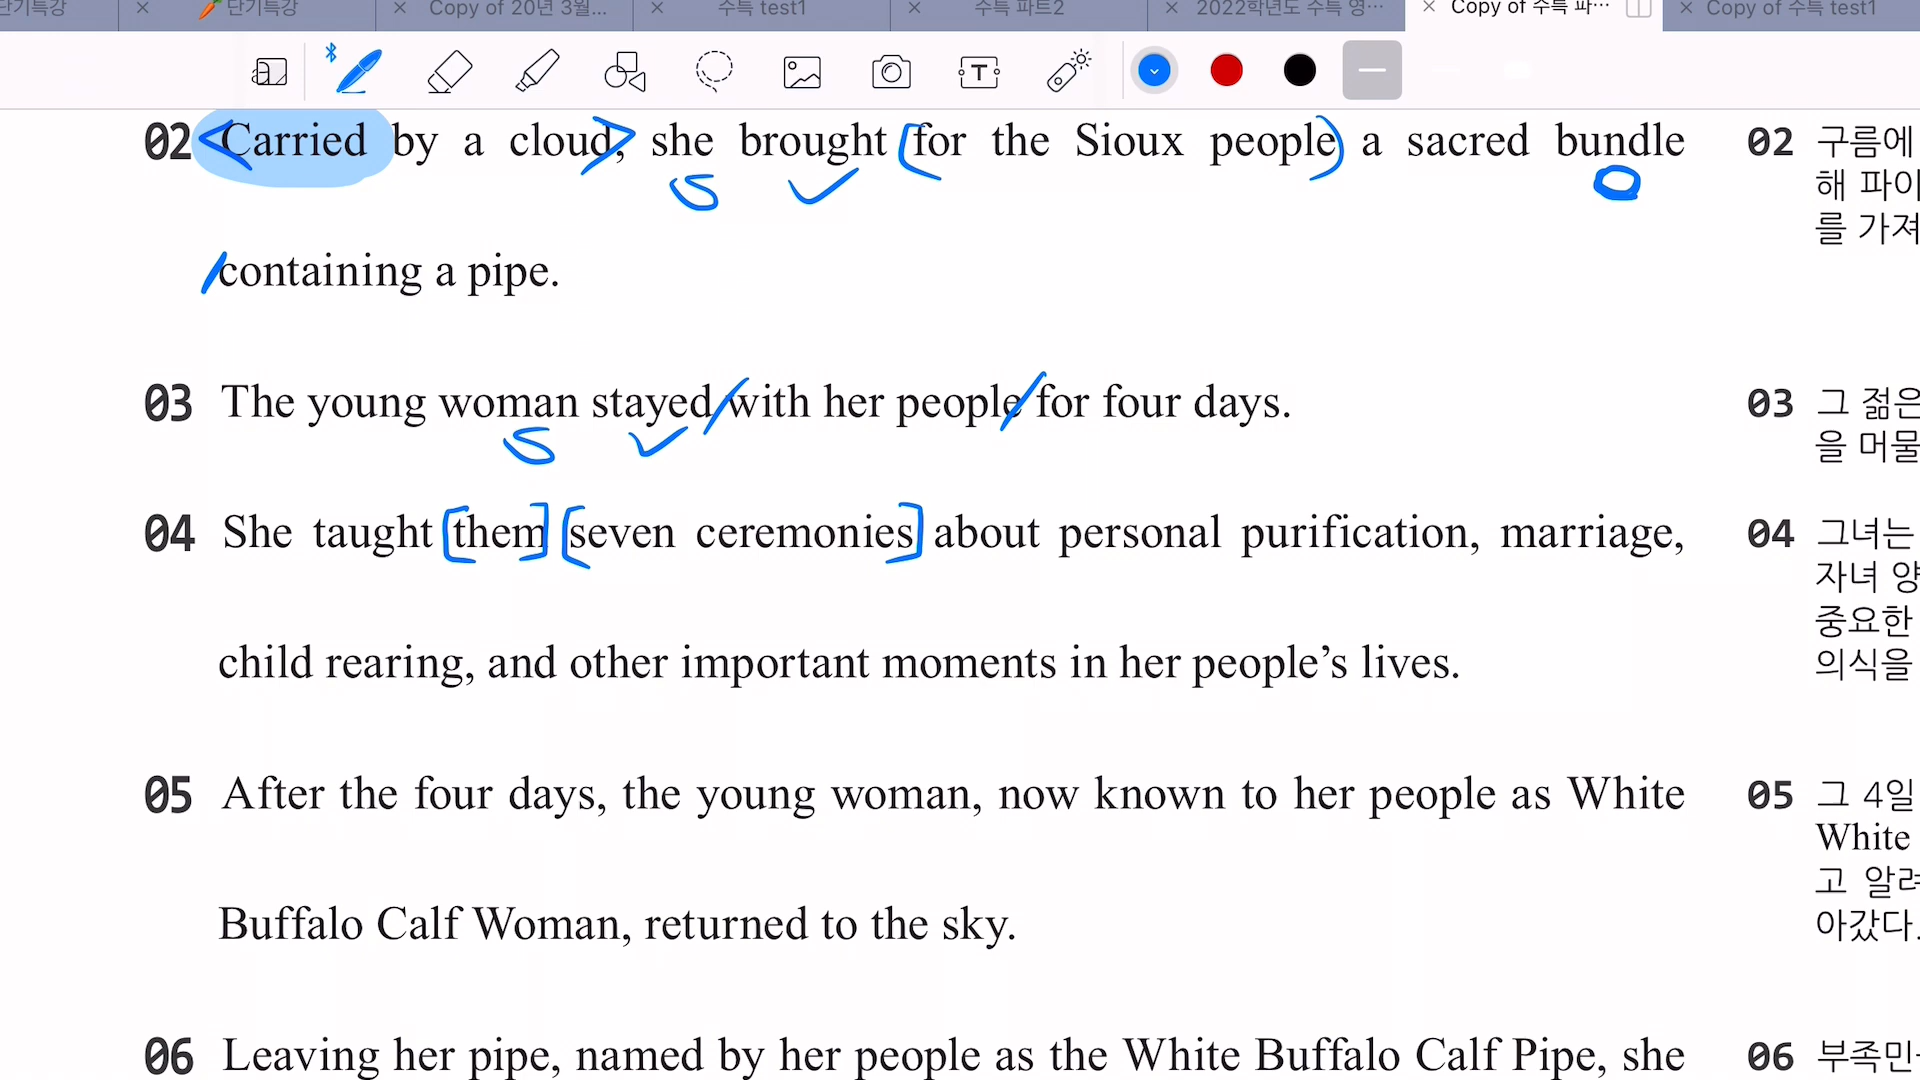 단기특강
단기특강
Copy of 20년 3월...
수특 test1
수특 파트2
2022학년도 수특 영...
Copy of 수특 파...
Copy of 수특 test1
02 Carried by a cloud, she brought for the Sioux people a sacred bundle
containing a pipe.
03 The young woman stayed with her people for four days.
04 She taught them seven ceremonies about personal purification, marriage,
child rearing, and other important moments in her people's lives.
05 After the four days, the young woman, now known to her people as White
Buffalo Calf Woman, returned to the sky.
06 Leaving her pipe, named by her people as the White Buffalo Calf Pipe, she
02 구름에
해 파이
를 가져
03 그 젊은
을 머물
04 그녀는
자녀 양
중요한
의식을
05 그 4일
White
고 알려
아갔다.
06 부족민